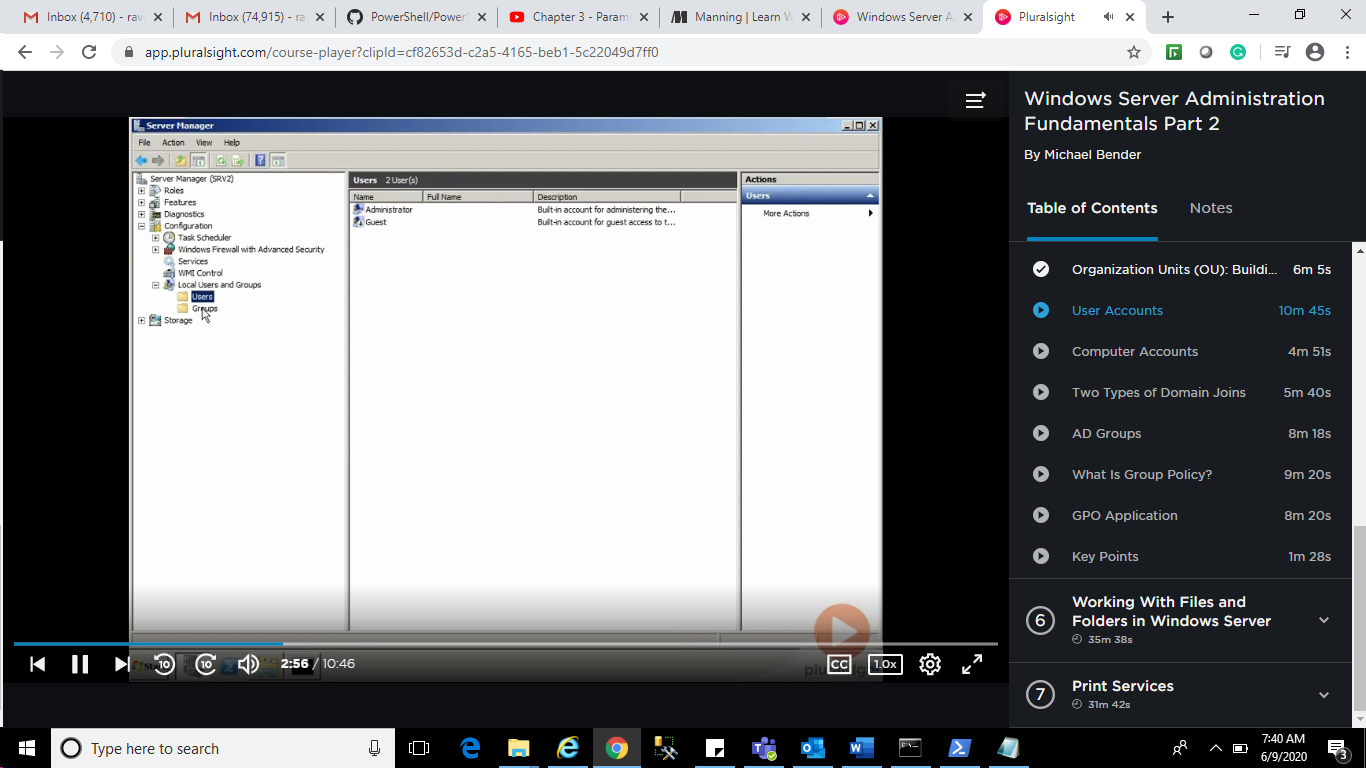 Inbox (4,710) - rav
Inbox (74,915) - ra
PowerShell/Power
Chapter 3 - Param
Manning | Learn W
Windows Server A
Pluralsight
app.pluralsight.com/course-player?clipId=cf82653d-c2a5-4165-beb1-5c22049d7ff0
Server Manager
File Action View Help
Server Manager (SRV2)
Roles
Features
Diagnostics
Configuration
Task Scheduler
Windows Firewall with Advanced Security
Services
WMI Control
Local Users and Groups
Users
Groups
Storage
Users 2 User(s)
Name Full Name Description
Administrator Built-in account for administering the...
Guest Built-in account for guest access to t...
Actions
Users
More Actions
10 10 2:56 / 10:46 CC 1.0x
Windows Server Administration
Fundamentals Part 2
By Michael Bender
Table of Contents Notes
Organization Units (OU): Buildi... 6m 5s
User Accounts 10m 45s
Computer Accounts 4m 51s
Two Types of Domain Joins 5m 40s
AD Groups 8m 18s
What Is Group Policy? 9m 20s
GPO Application 8m 20s
Key Points 1m 28s
6 Working With Files and
Folders in Windows Server
35m 38s
7 Print Services
31m 42s
Type here to search
7:40 AM
6/9/2020
3